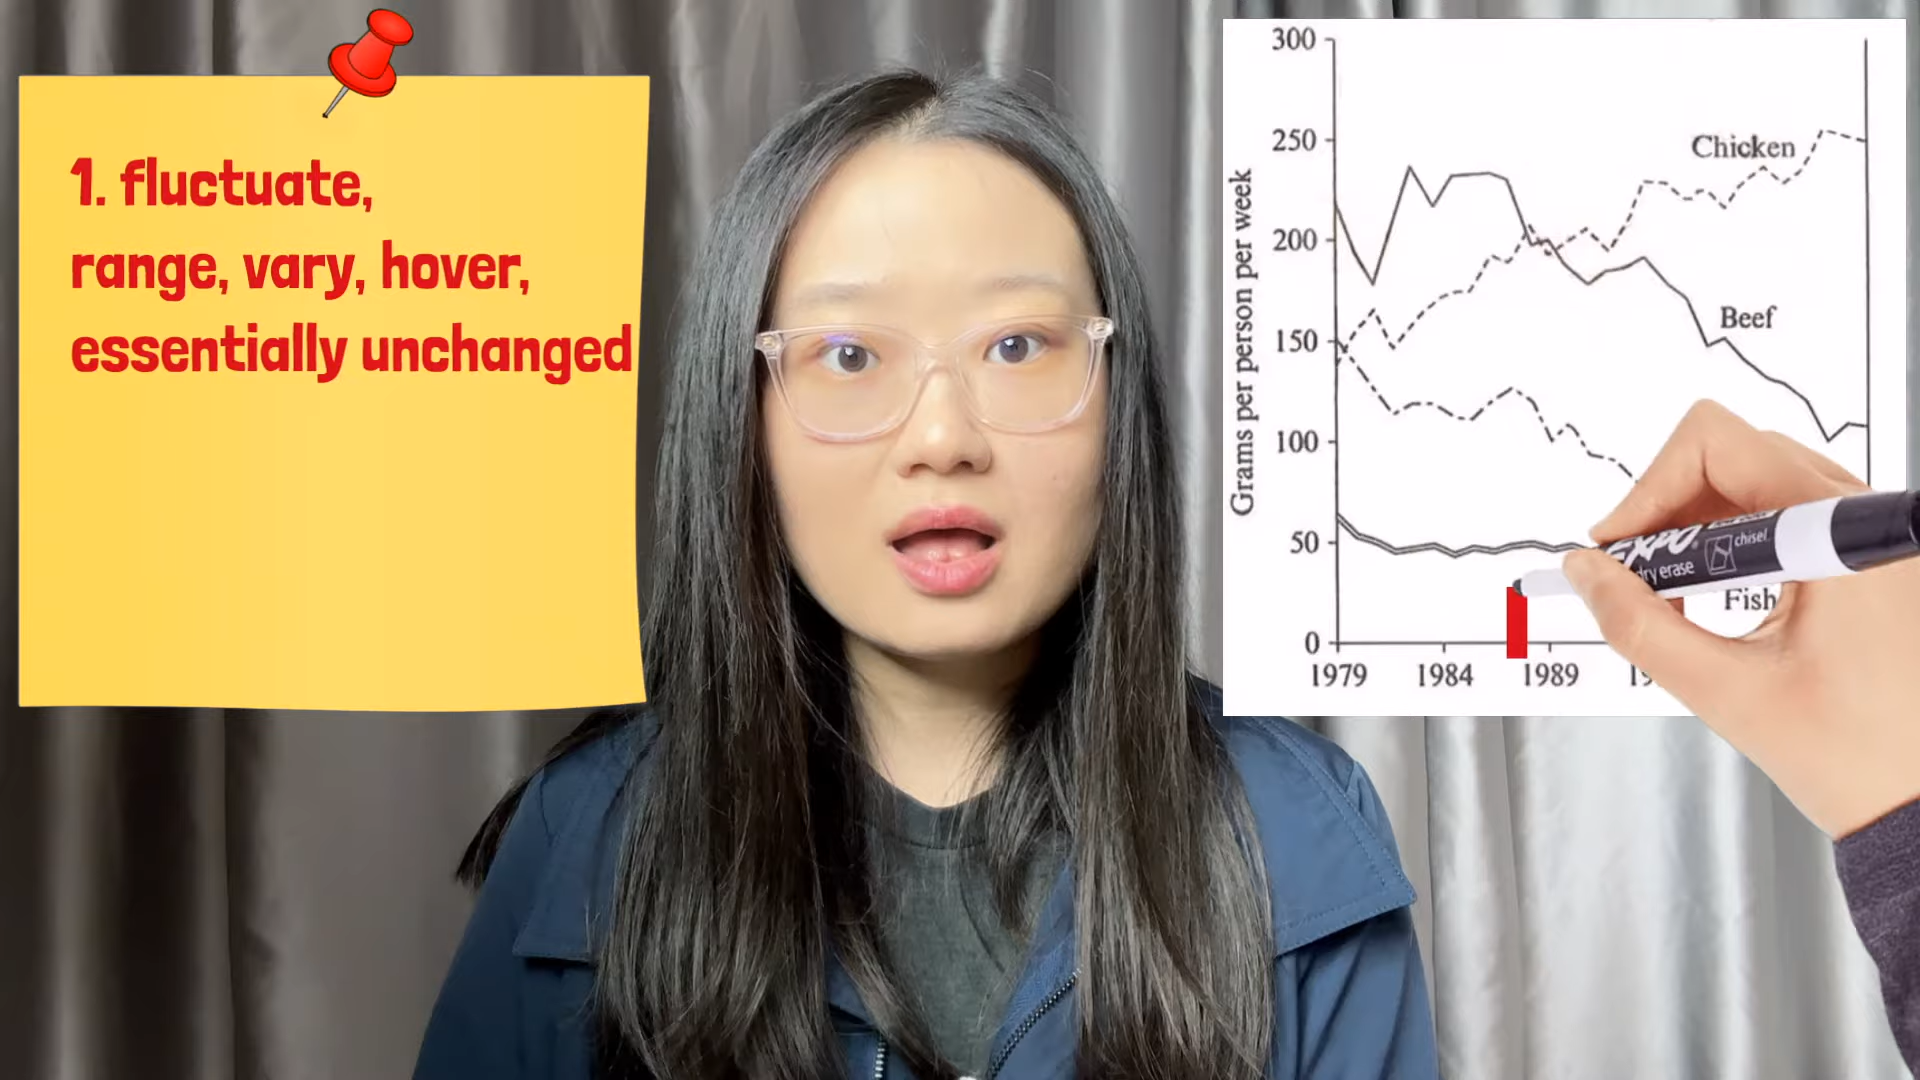 1. fluctuate,
range, vary, hover,
essentially unchanged
300
250
200
150
100
50
0
Grams per person per week
Chicken
Beef
Fish
1979
1984
1989
EXPO
chisel
dry erase